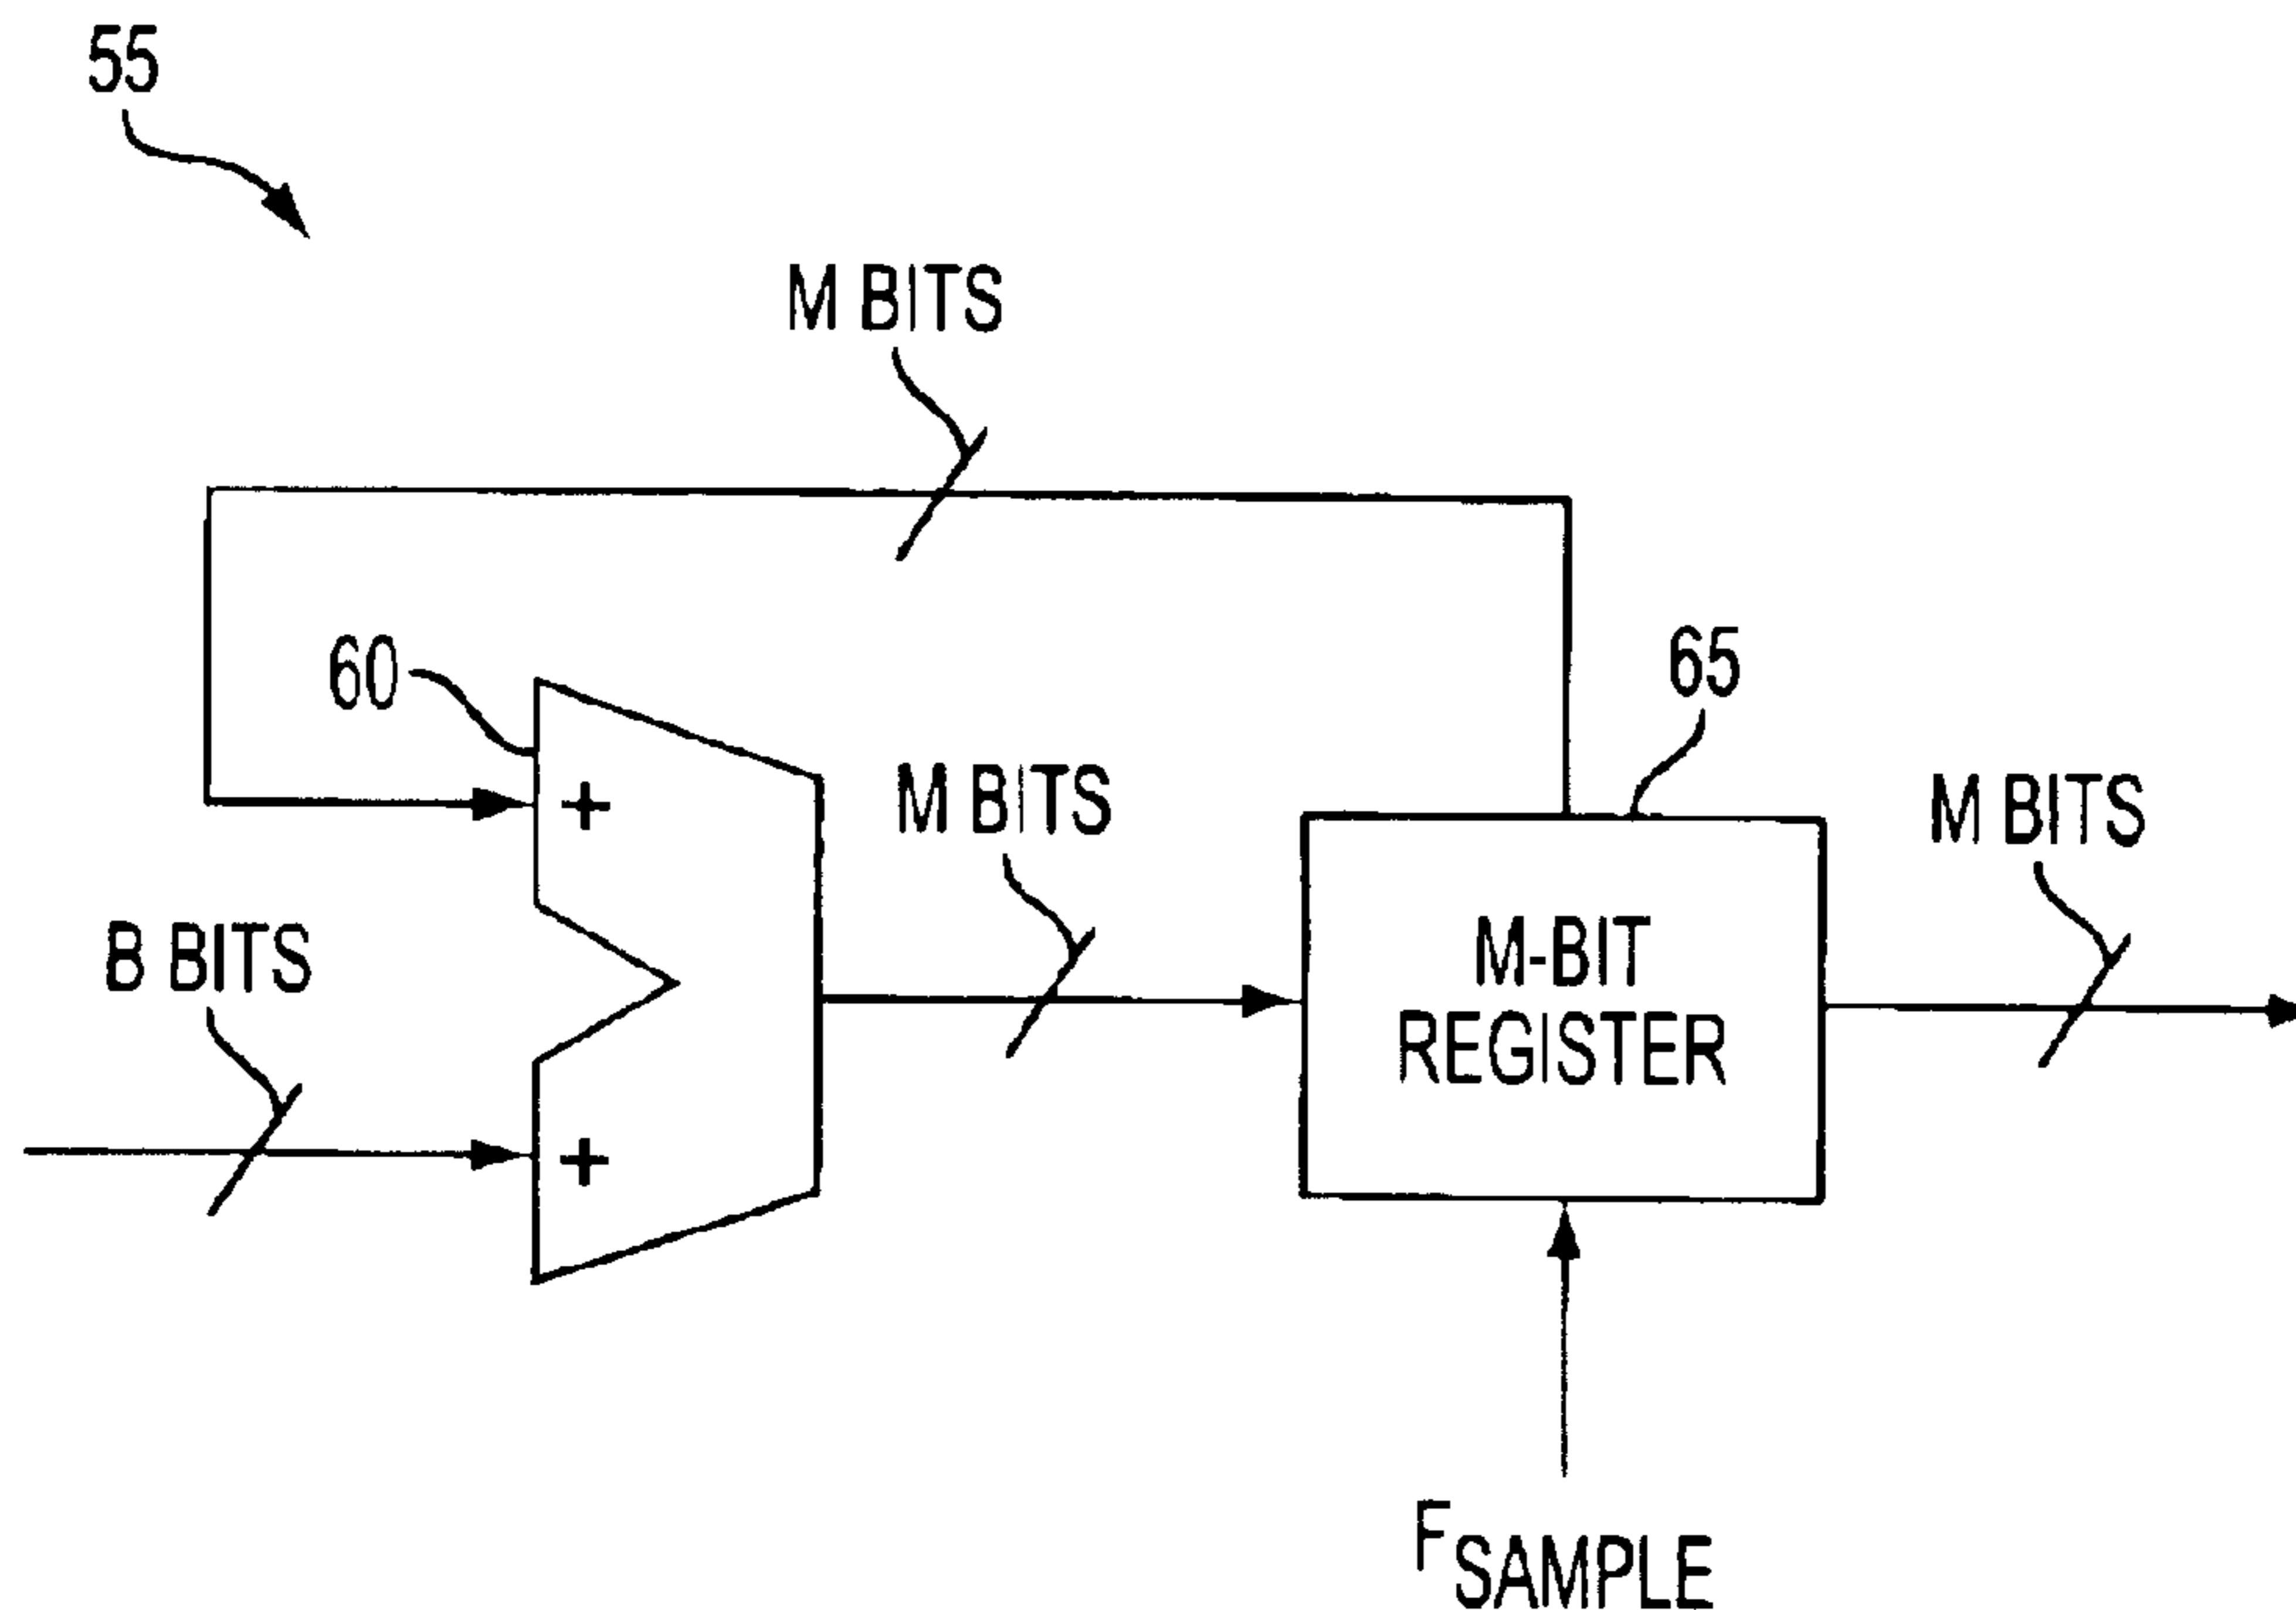 55
M BITS
60
65
M BITS
M BITS
B BITS
+
+
M-BIT
REGISTER
FSAMPLE